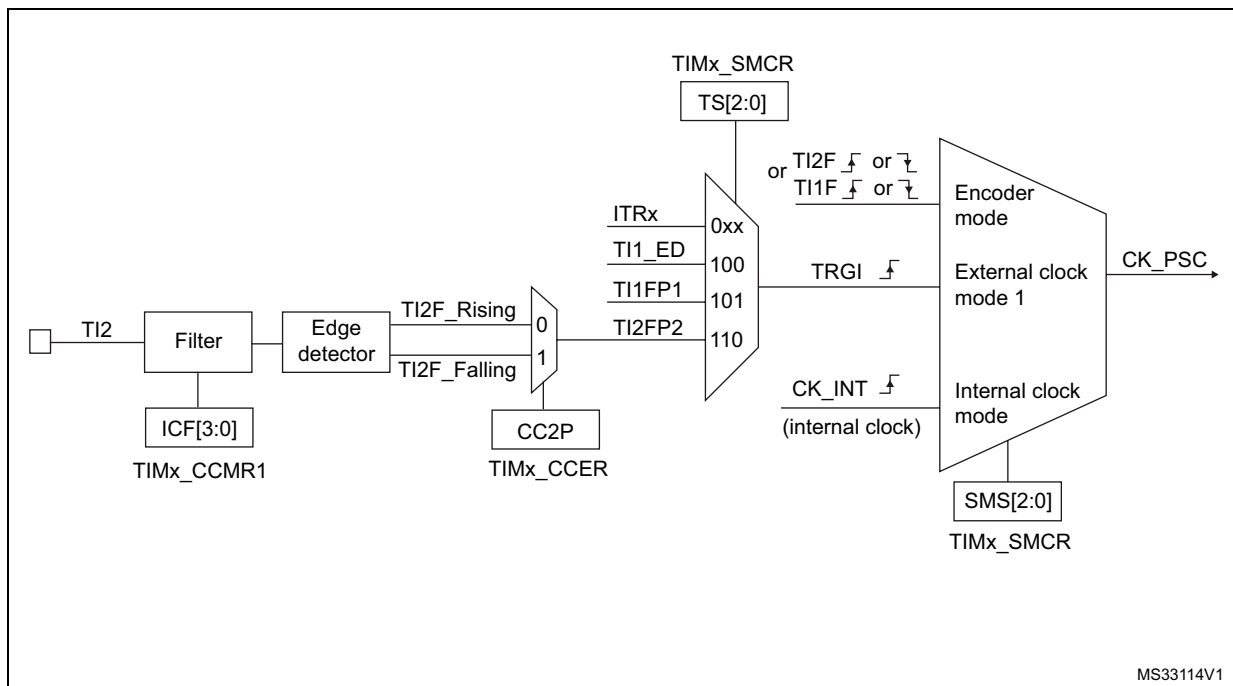 TIMx_SMCR
TS[2:0]
or TI2F or
TI1F or
Encoder
mode
ITRx
0xx
TI1_ED
100
TRGI
External clock
mode 1
CK_PSC
TI1FP1
101
TI2F_Rising
TI2FP2
110
0
TI2
Filter
Edge
detector
1
TI2F_Falling
CK_INT
(internal clock)
Internal clock
mode
ICF[3:0]
TIMx_CCMR1
CC2P
TIMx_CCER
SMS[2:0]
TIMx_SMCR
MS33114V1